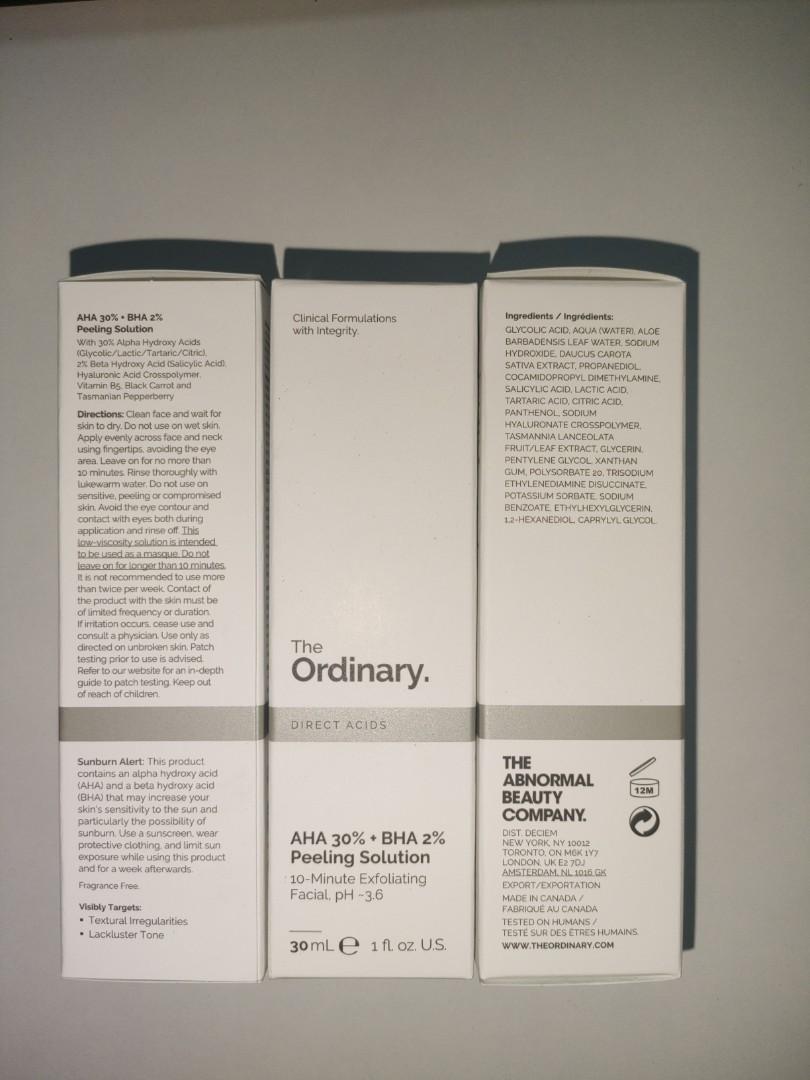 AHA 30% + BHA 2%
Peeling Solution
With 30% Alpha Hydroxy Acids
(Glycolic/Lactic/Tartaric/Citric),
2% Beta Hydroxy Acid (Salicylic Acid),
Hyaluronic Acid Crosspolymer,
Vitamin B5, Black Carrot and
Tasmanian Pepperberry
Directions: Clean face and wait for
skin to dry. Do not use on wet skin.
Apply evenly across face and neck
using fingertips, avoiding the eye
area. Leave on for no more than
10 minutes. Rinse thoroughly with
lukewarm water. Do not use on
sensitive, peeling or compromised
skin. Avoid the eye contour and
contact with eyes both during
application and rinse off. This
low-viscosity solution is intended
to be used as a masque. Do not
leave on for longer than 10 minutes.
It is not recommended to use more
than twice per week. Contact of
the product with the skin must be
of limited frequency or duration.
If irritation occurs, cease use and
consult a physician. Use only as
directed on unbroken skin. Patch
testing prior to use is advised.
Refer to our website for an in-depth
guide to patch testing. Keep out
of reach of children.
Sunburn Alert: This product
contains an alpha hydroxy acid
(AHA) and a beta hydroxy acid
(BHA) that may increase your
skin's sensitivity to the sun and
particularly the possibility of
sunburn. Use a sunscreen, wear
protective clothing, and limit sun
exposure while using this product
and for a week afterwards.
Fragrance Free.
Visibly Targets:
• Textural Irregularities
• Lackluster Tone
Clinical Formulations
with Integrity.
The
Ordinary.
DIRECT ACIDS
AHA 30% + BHA 2%
Peeling Solution
10-Minute Exfoliating
Facial, pH ~3.6
30 mL ℮ 1 fl. oz. U.S.
Ingredients / Ingrédients:
GLYCOLIC ACID, AQUA (WATER), ALOE
BARBADENSIS LEAF WATER, SODIUM
HYDROXIDE, DAUCUS CAROTA
SATIVA EXTRACT, PROPANEDIOL,
COCAMIDOPROPYL DIMETHYLAMINE,
SALICYLIC ACID, LACTIC ACID,
TARTARIC ACID, CITRIC ACID,
PANTHENOL, SODIUM
HYALURONATE CROSSPOLYMER,
TASMANNIA LANCEOLATA
FRUIT/LEAF EXTRACT, GLYCERIN,
PENTYLENE GLYCOL, XANTHAN
GUM, POLYSORBATE 20, TRISODIUM
ETHYLENEDIAMINE DISUCCINATE,
POTASSIUM SORBATE, SODIUM
BENZOATE, ETHYLHEXYLGLYCERIN,
1,2-HEXANEDIOL, CAPRYLYL GLYCOL.
THE
ABNORMAL
BEAUTY
COMPANY.
12M
DIST. DECIEM
NEW YORK, NY 10012
TORONTO, ON M6K 1Y7
LONDON, UK E2 7DJ
AMSTERDAM, NL 1016 GK
EXPORT/EXPORTATION
MADE IN CANADA /
FABRIQUÉ AU CANADA
TESTED ON HUMANS /
TESTÉ SUR DES ÊTRES HUMAINS.
WWW.THEORDINARY.COM